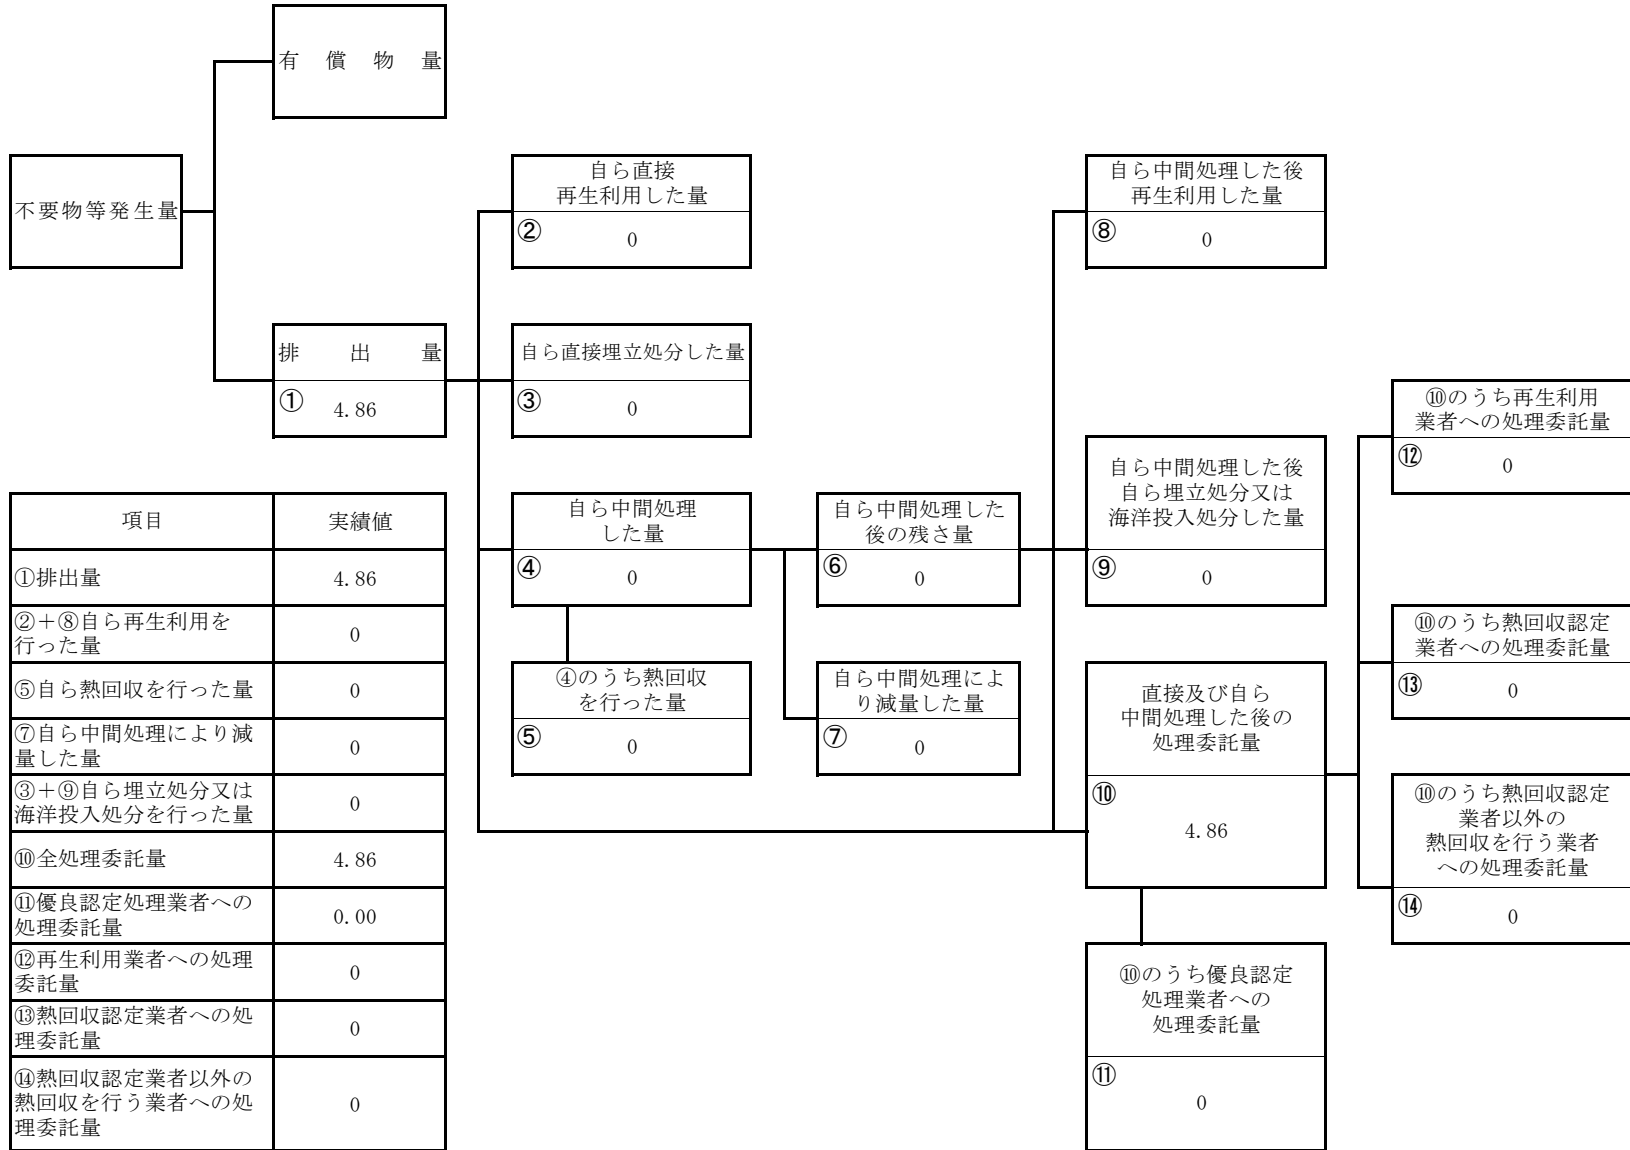 有償物量
不要物等発生量
自ら直接
再生利用した量
②
0
自ら中間処理した後
再生利用した量
⑧
0
排出量
①
4.86
自ら直接埋立処分した量
③
0
⑩のうち再生利用
業者への処理委託量
⑫
0
自ら中間処理した後
自ら埋立処分又は
海洋投入処分した量
⑨
0
自ら中間処理
した量
④
0
自ら中間処理した
後の残さ量
⑥
0
⑩のうち熱回収認定
業者への処理委託量
⑬
0
④のうち熱回収
を行った量
⑤
0
自ら中間処理によ
り減量した量
⑦
0
直接及び自ら
中間処理した後の
処理委託量
⑩
4.86
⑩のうち熱回収認定
業者以外の
熱回収を行う業者
への処理委託量
⑭
0
⑩のうち優良認定
処理業者への
処理委託量
⑪
0
項目
実績値
①排出量
4.86
②+⑧自ら再生利用を
行った量
0
⑤自ら熱回収を行った量
0
⑦自ら中間処理により減
量した量
0
③+⑨自ら埋立処分又は
海洋投入処分を行った量
0
⑩全処理委託量
4.86
⑪優良認定処理業者への
処理委託量
0.00
⑫再生利用業者への処理
委託量
0
⑬熱回収認定業者への処
理委託量
0
⑭熱回収認定業者以外の
熱回収を行う業者への処
理委託量
0